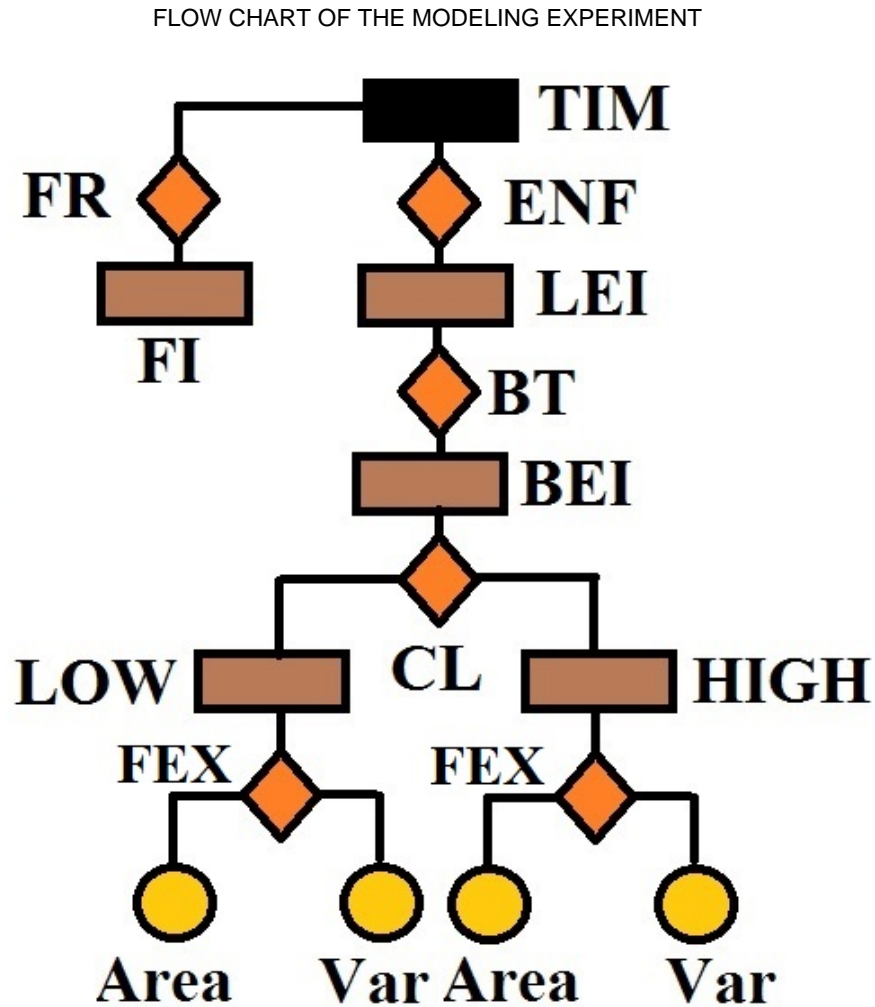 FLOW CHART OF THE MODELING EXPERIMENT
TIM
FR
ENF
LEI
FI
BT
BEI
LOW
CL
HIGH
FEX
FEX
Area
Var
Area
Var